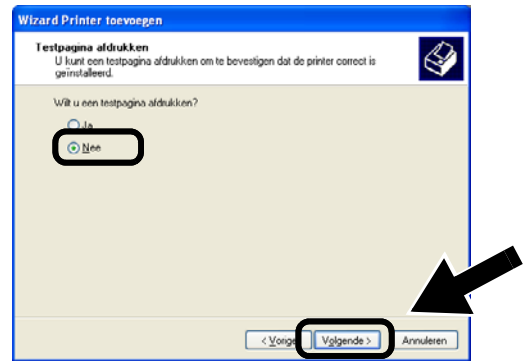 Wizard Printer toevoegen
Testpagina afdrukken
U kunt een testpagina afdrukken om te bevestigen dat de printer correct is
geïnstalleerd.
Wilt u een testpagina afdrukken?
Ja
Nee
< Vorige Volgende > Annuleren